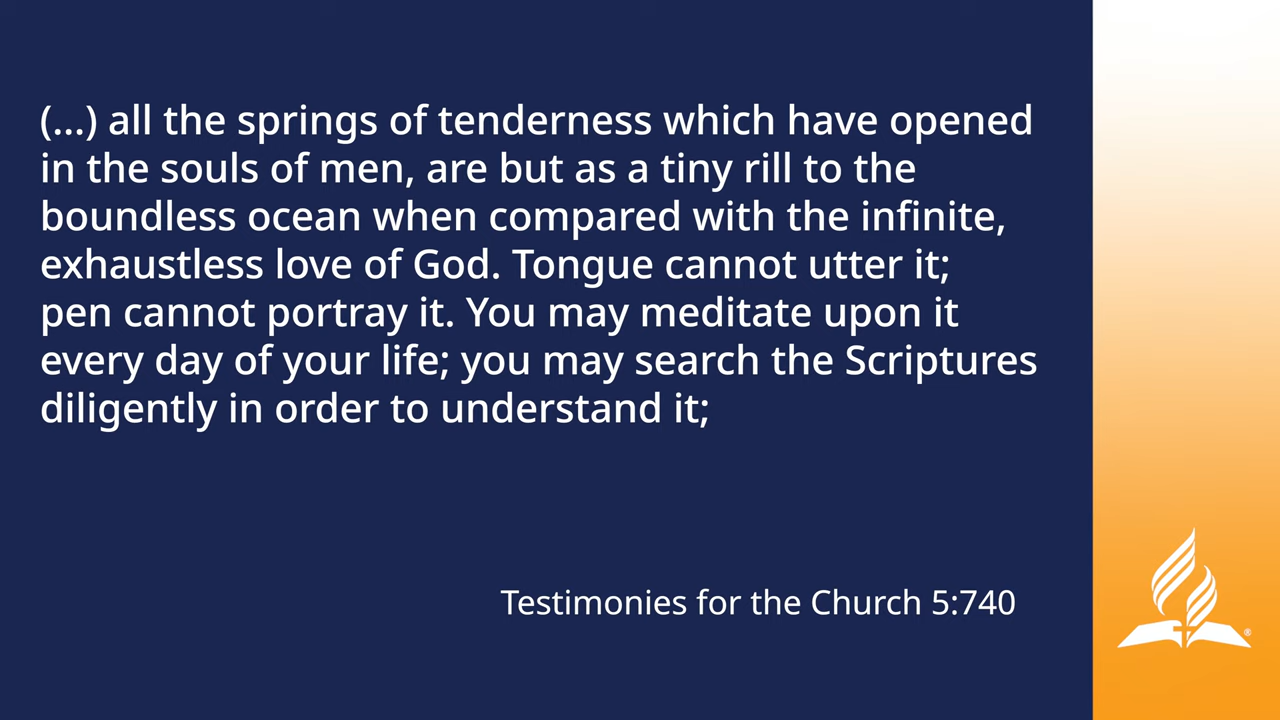 (...) all the springs of tenderness which have opened
in the souls of men, are but as a tiny rill to the
boundless ocean when compared with the infinite,
exhaustless love of God. Tongue cannot utter it;
pen cannot portray it. You may meditate upon it
every day of your life; you may search the Scriptures
diligently in order to understand it;
Testimonies for the Church 5:740
®